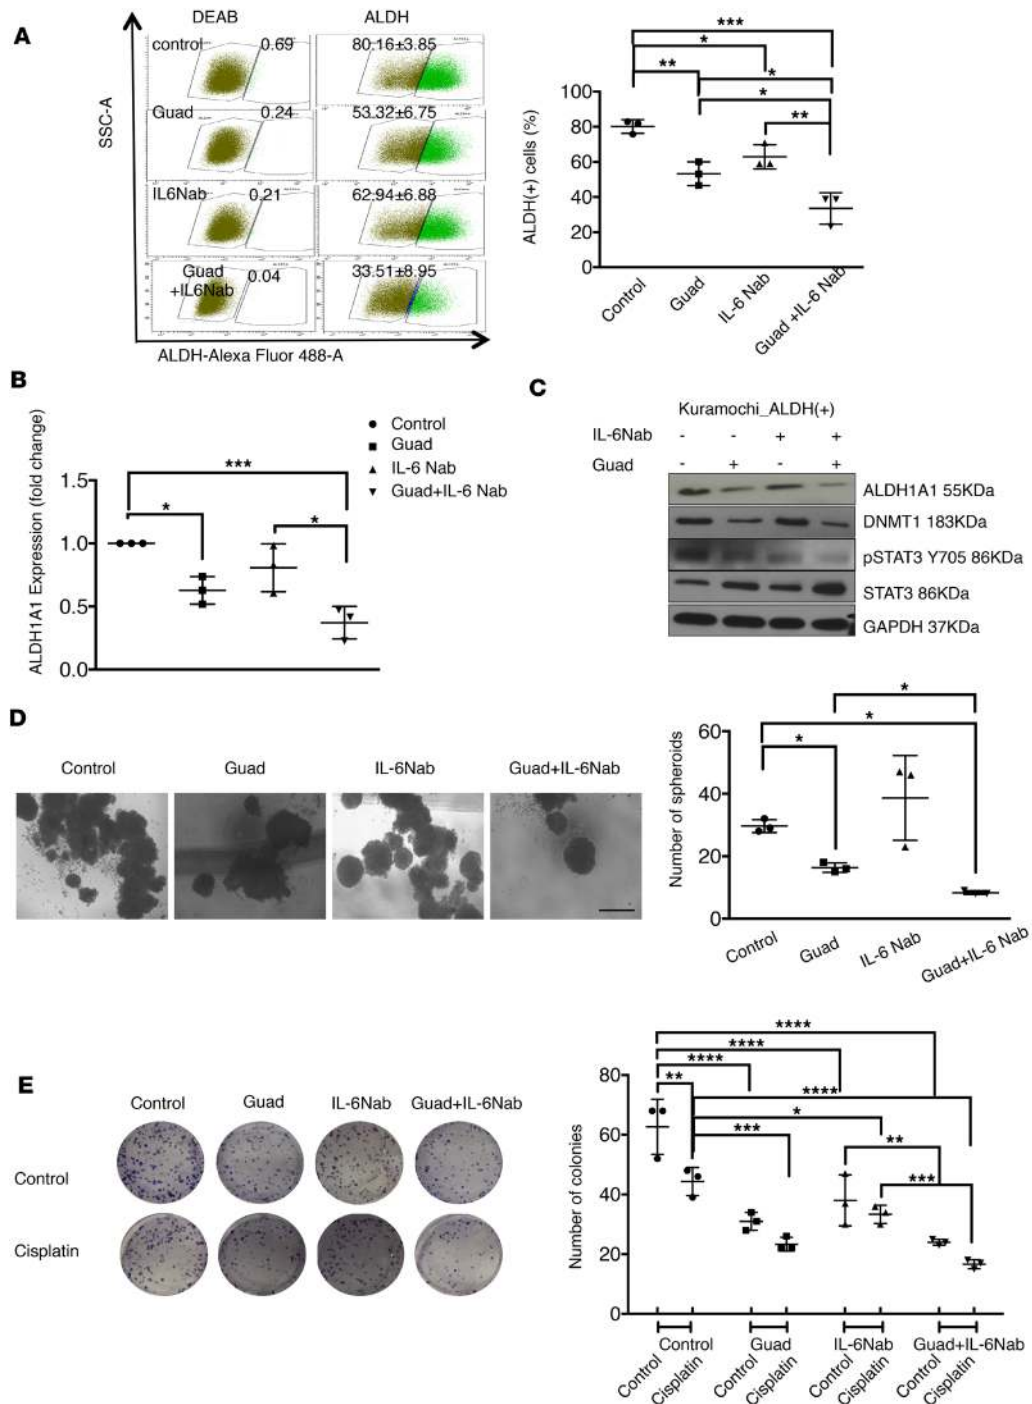 A
DEAB ALDH
SSC-A
control 0.69 80.16±3.85
Guad 0.24 53.32±6.75
IL6Nab 0.21 62.94±6.88
Guad
+IL6Nab 0.04 33.51±8.95
ALDH-Alexa Fluor 488-A
***
*
** *
*
**
ALDH(+) cells (%)
100
80
60
40
20
0
Control Guad IL-6 Nab Guad +IL-6 Nab
B
ALDH1A1 Expression (fold change)
Control
Guad
IL-6 Nab
Guad+IL-6 Nab
***
* *
1.5
1.0
0.5
0.0
C
Kuramochi_ALDH(+)
IL-6Nab - - + +
Guad - + - +
ALDH1A1 55KDa
DNMT1 183KDa
pSTAT3 Y705 86KDa
STAT3 86KDa
GAPDH 37KDa
D
Control Guad IL-6Nab Guad+IL-6Nab
*
*
*
Number of spheroids
60
40
20
0
Control Guad IL-6 Nab Guad+IL-6 Nab
E
Control Guad IL-6Nab Guad+IL-6Nab
Control
Cisplatin
****
****
****
** ****
*
***
**
***
Number of colonies
80
60
40
20
0
Control Guad IL-6Nab Guad+IL-6Nab
Control Cisplatin Control Cisplatin Control Cisplatin Control Cisplatin